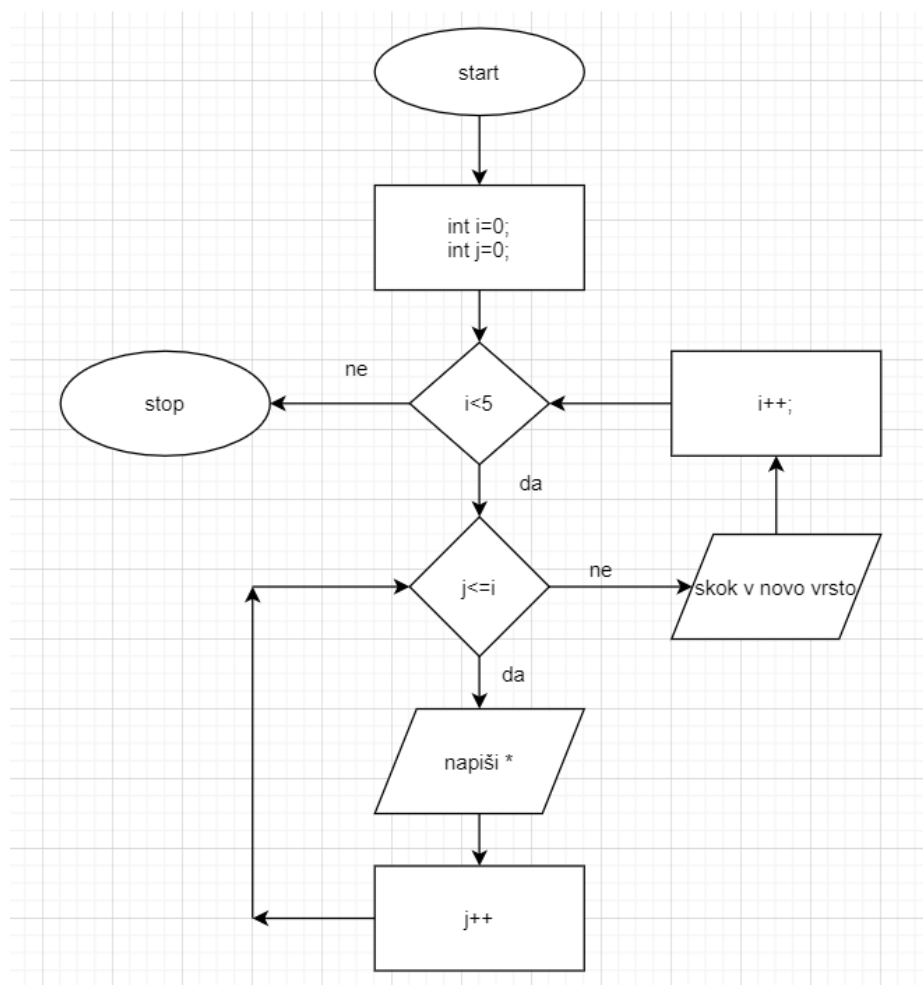 start
int i=0;
int j=0;
ne
stop
i<5
i++;
da
j<=i
ne
skok v novo vrsto
da
napiši *
j++